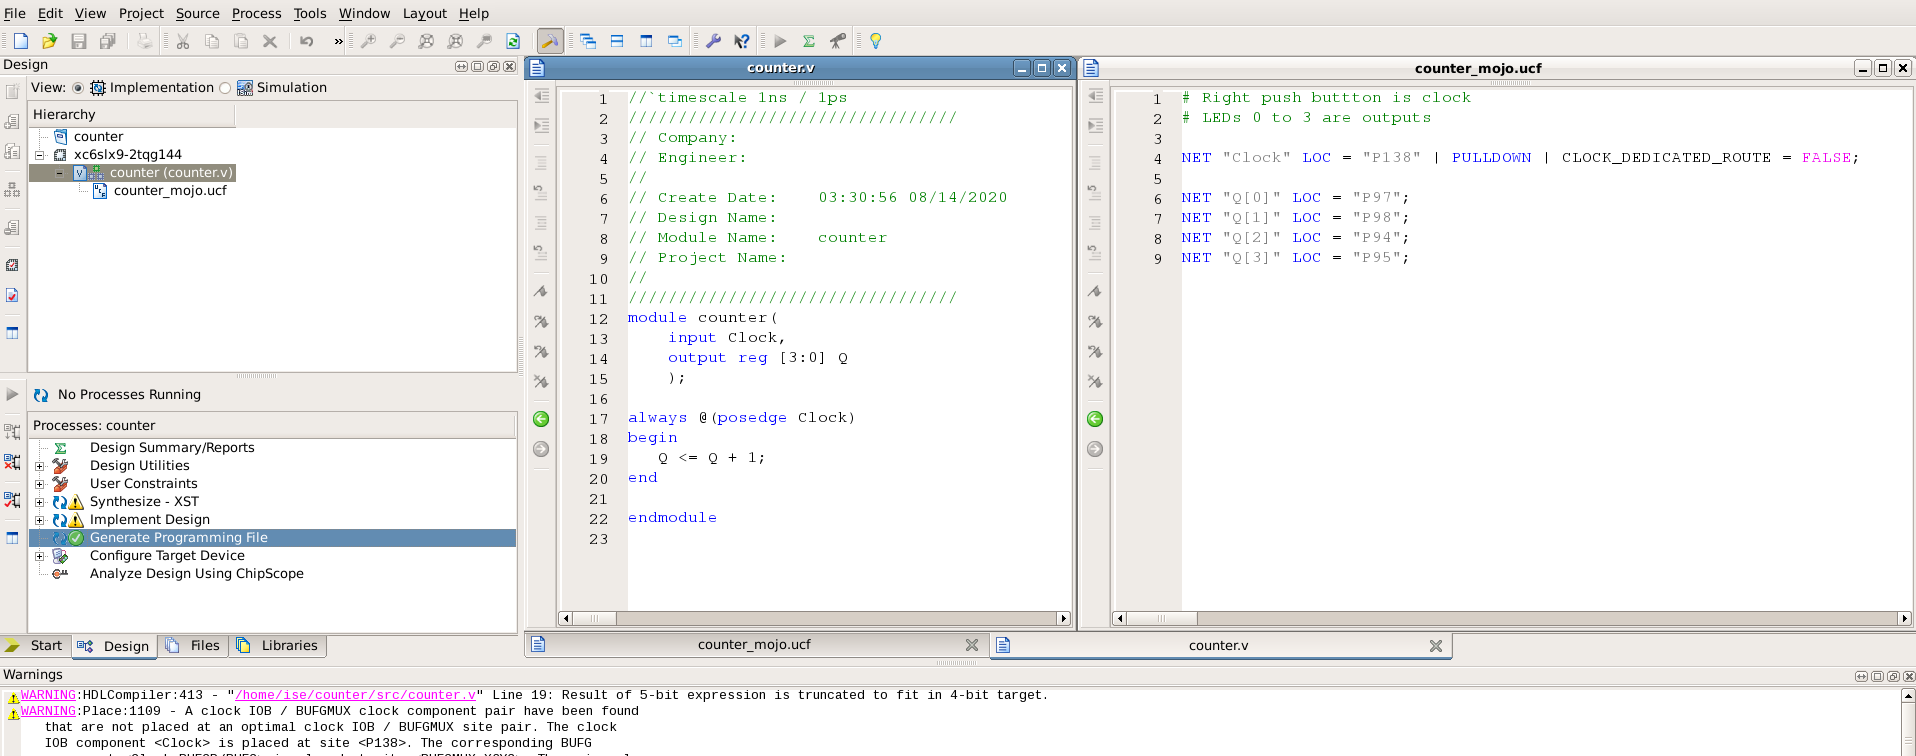 File Edit View Project Source Process Tools Window Layout Help
Design
View: Implementation Simulation
Hierarchy
counter
xc6slx9-2tqg144
counter (counter.v)
counter_mojo.ucf
No Processes Running
Processes: counter
Design Summary/Reports
Design Utilities
User Constraints
Synthesize - XST
Implement Design
Generate Programming File
Configure Target Device
Analyze Design Using ChipScope
Start Design Files Libraries
counter.v
1 //`timescale 1ns / 1ps
2 /////////////////////////////////
3 // Company:
4 // Engineer:
5 //
6 // Create Date:    03:30:56 08/14/2020
7 // Design Name:
8 // Module Name:    counter
9 // Project Name:
10 //
11 /////////////////////////////////
12 module counter(
13     input Clock,
14     output reg [3:0] Q
15     );
16
17 always @(posedge Clock)
18 begin
19    Q <= Q + 1;
20 end
21
22 endmodule
23
counter_mojo.ucf
1 # Right push buttton is clock
2 # LEDs 0 to 3 are outputs
3
4 NET "Clock" LOC = "P138" | PULLDOWN | CLOCK_DEDICATED_ROUTE = FALSE;
5
6 NET "Q[0]" LOC = "P97";
7 NET "Q[1]" LOC = "P98";
8 NET "Q[2]" LOC = "P94";
9 NET "Q[3]" LOC = "P95";
counter_mojo.ucf counter.v
Warnings
WARNING:HDLCompiler:413 - "/home/ise/counter/src/counter.v" Line 19: Result of 5-bit expression is truncated to fit in 4-bit target.
WARNING:Place:1109 - A clock IOB / BUFGMUX clock component pair have been found
that are not placed at an optimal clock IOB / BUFGMUX site pair. The clock
IOB component <Clock> is placed at site <P138>. The corresponding BUFG